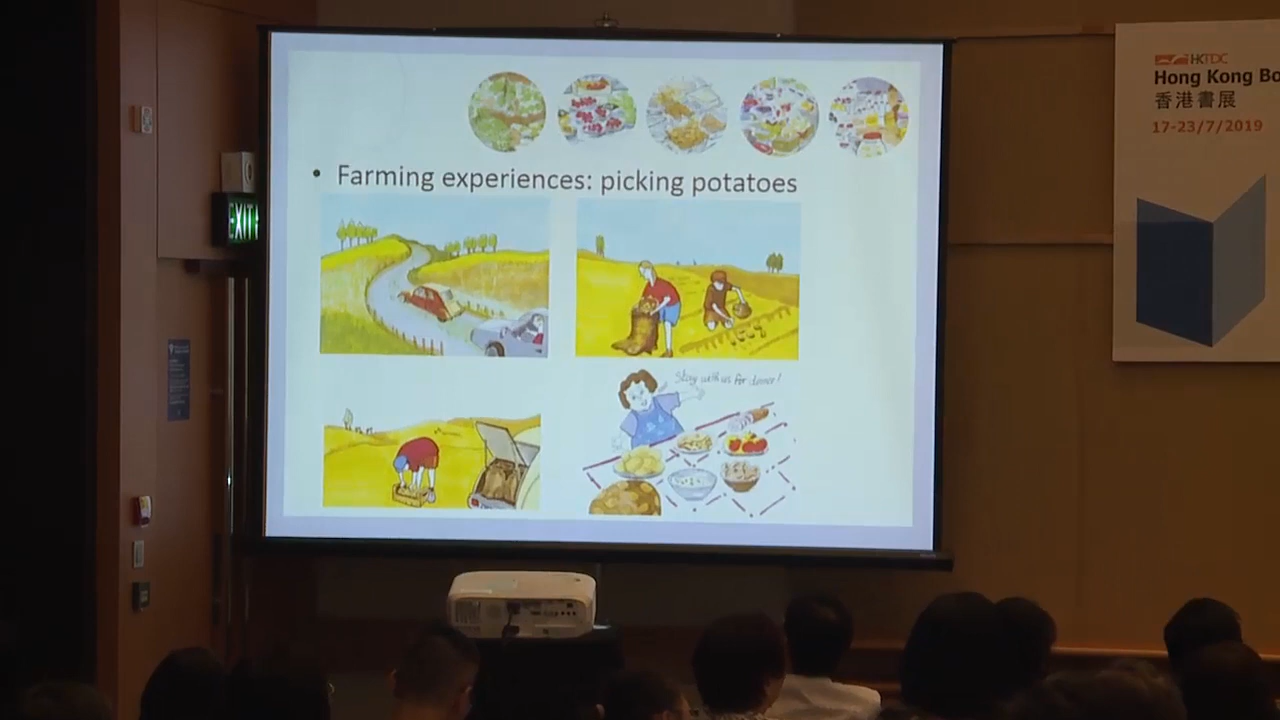 HKTDC
Hong Kong Bo
香港書展
17-23/7/2019
EXIT
• Farming experiences: picking potatoes
Stay with us for dinner!